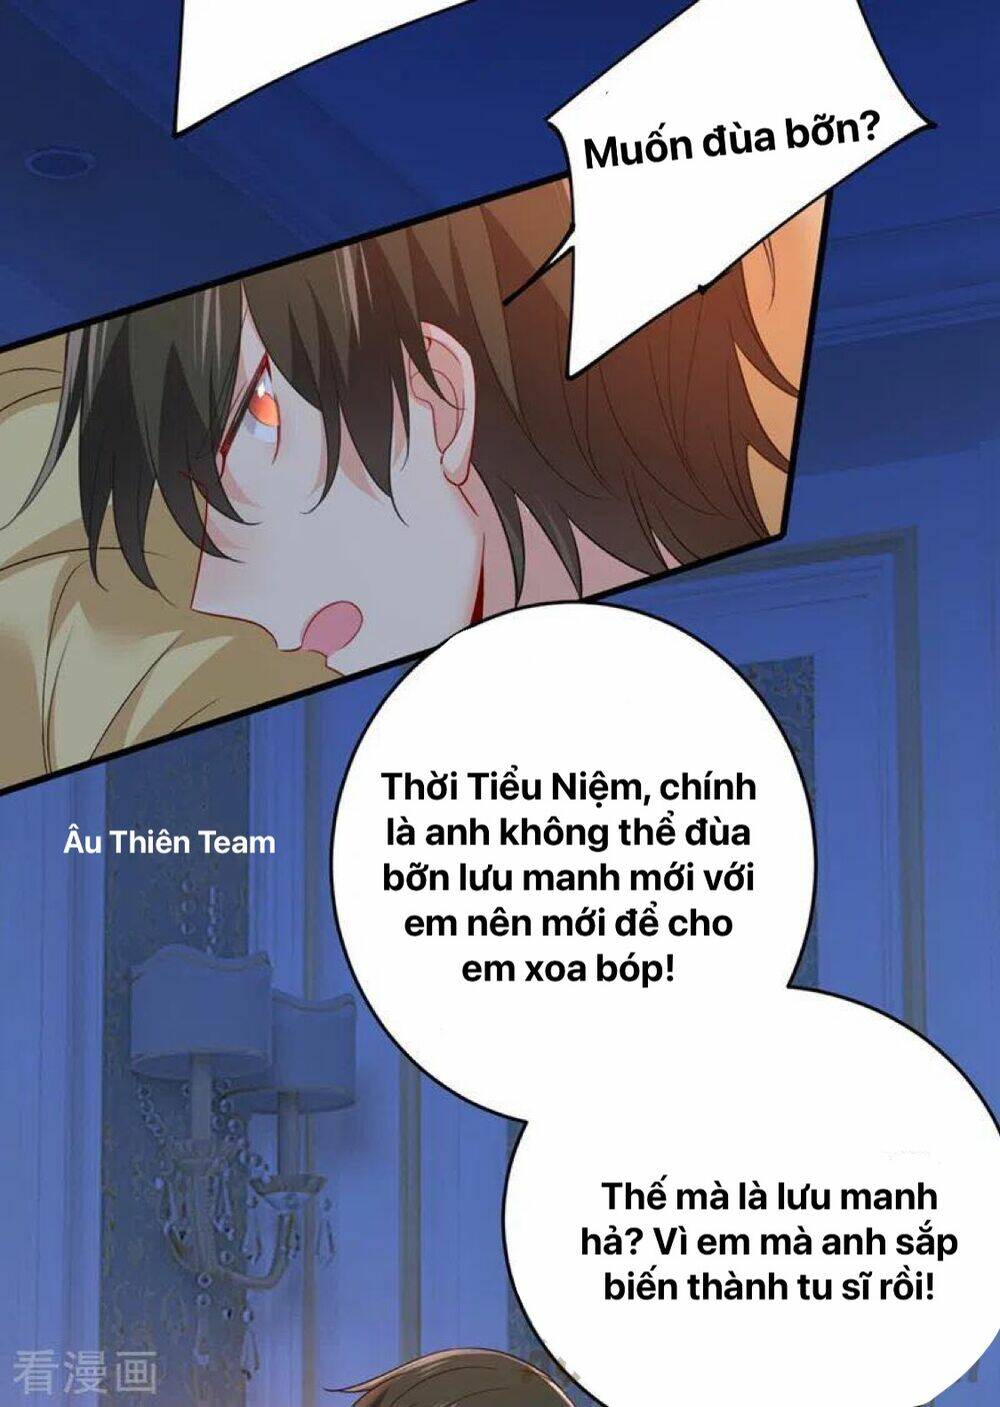 Muốn đùa bỡn?
Thời Tiểu Niệm, chính
là anh không thể đùa
bỡn lưu manh mới với
em nên mới để cho
em xoa bóp!
Âu Thiên Team
Thế mà là lưu manh
hả? Vì em mà anh sắp
biến thành tu sĩ rồi!
看漫画